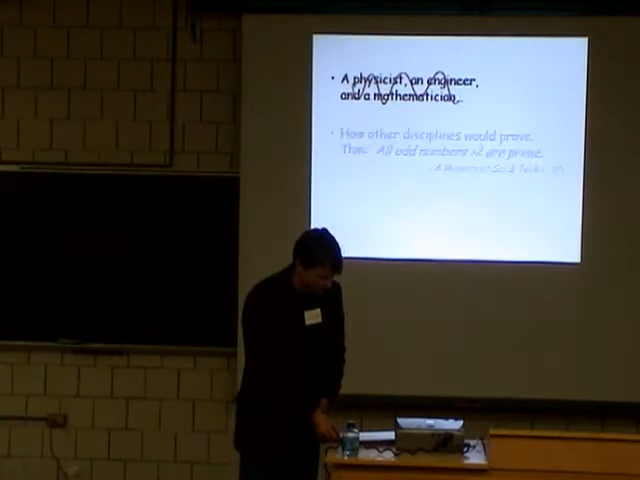 • A physicist, an engineer,
and a mathematician,.
• How other disciplines would prove.
Thm: All odd numbers >2 are prime.